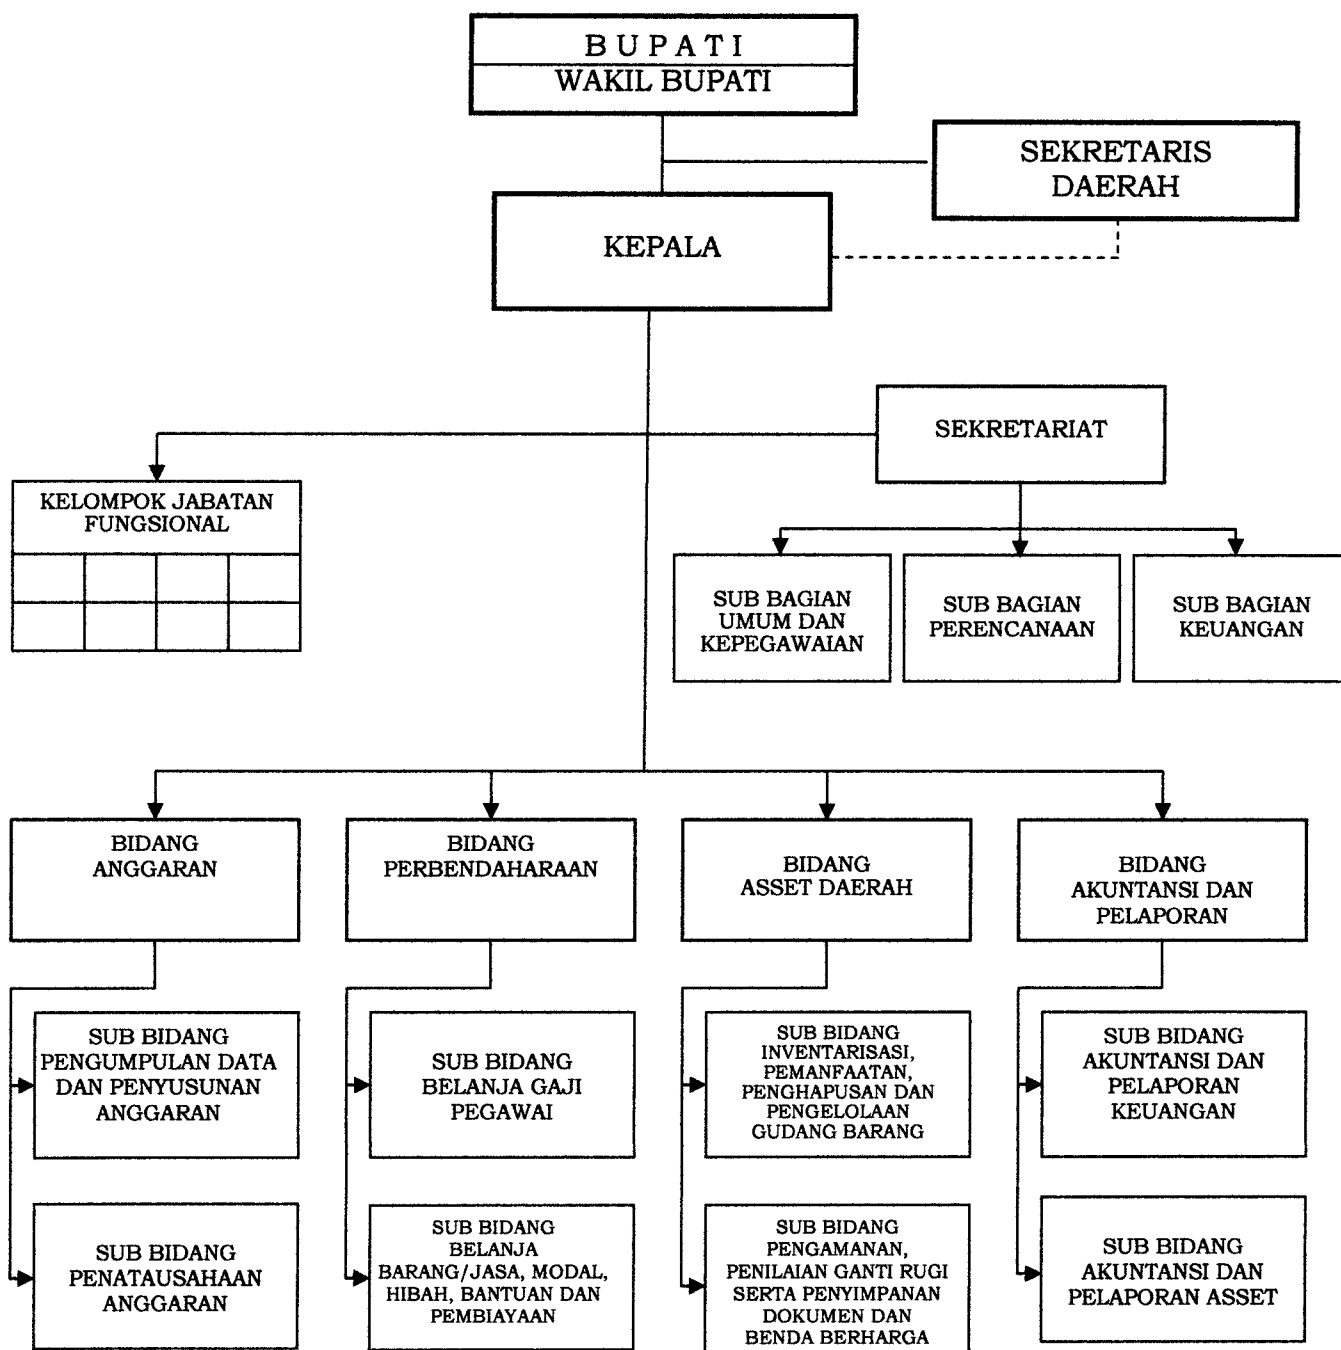 B U P A T I
WAKIL BUPATI
SEKRETARIS
DAERAH
KEPALA
SEKRETARIAT
KELOMPOK JABATAN
FUNGSIONAL
SUB BAGIAN
UMUM DAN
KEPEGAWAIAN
SUB BAGIAN
PERENCANAAN
SUB BAGIAN
KEUANGAN
BIDANG
ANGGARAN
BIDANG
PERBENDAHARAAN
BIDANG
ASSET DAERAH
BIDANG
AKUNTANSI DAN
PELAPORAN
SUB BIDANG
PENGUMPULAN DATA
DAN PENYUSUNAN
ANGGARAN
SUB BIDANG
BELANJA GAJI
PEGAWAI
SUB BIDANG
INVENTARISASI,
PEMANFAATAN,
PENGHAPUSAN DAN
PENGELOLAAN
GUDANG BARANG
SUB BIDANG
AKUNTANSI DAN
PELAPORAN
KEUANGAN
SUB BIDANG
PENATAUSAHAAN
ANGGARAN
SUB BIDANG
BELANJA
BARANG/JASA, MODAL,
HIBAH, BANTUAN DAN
PEMBIAYAAN
SUB BIDANG
PENGAMANAN,
PENILAIAN GANTI RUGI
SERTA PENYIMPANAN
DOKUMEN DAN
BENDA BERHARGA
SUB BIDANG
AKUNTANSI DAN
PELAPORAN ASSET